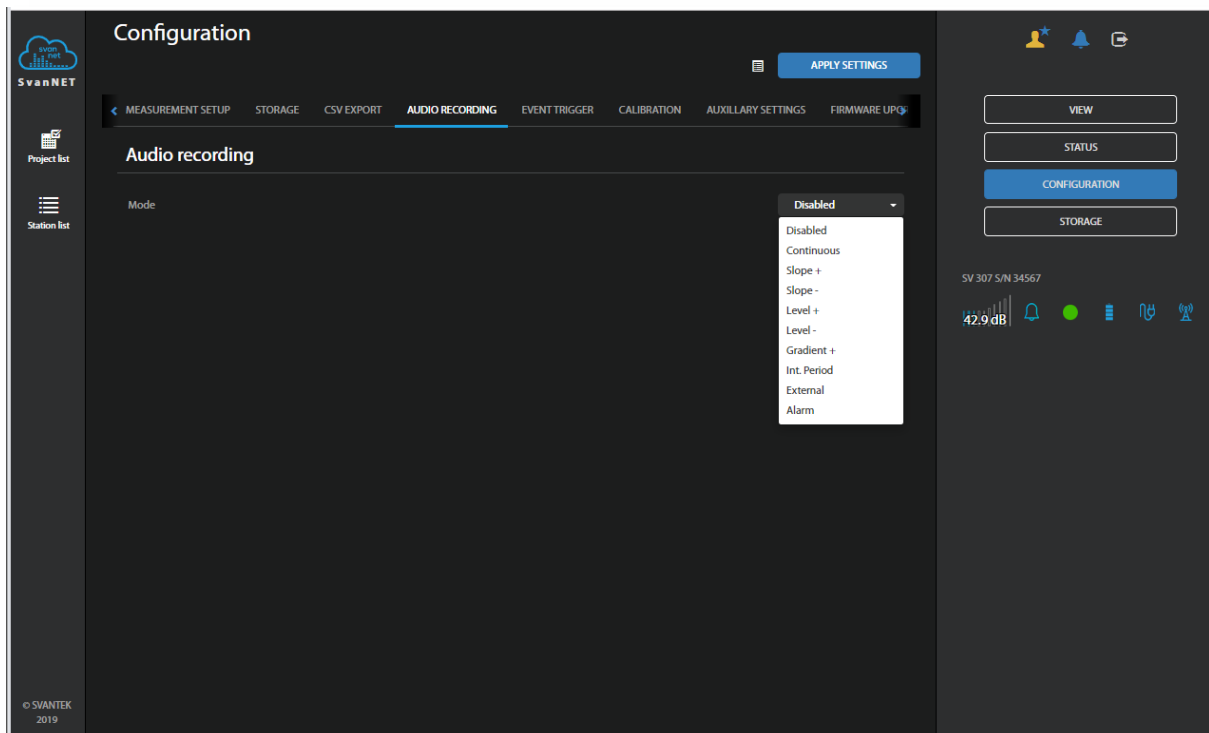 svan
net
SvanNET
Project list
Station list
© SVANTEK
2019
Configuration
APPLY SETTINGS
MEASUREMENT SETUP STORAGE CSV EXPORT AUDIO RECORDING EVENT TRIGGER CALIBRATION AUXILLARY SETTINGS FIRMWARE
Audio recording
Mode
Disabled
Disabled
Continuous
Slope +
Slope -
Level +
Level -
Gradient +
Int. Period
External
Alarm
VIEW
STATUS
CONFIGURATION
STORAGE
SV 307 S/N 34567
42.9 dB